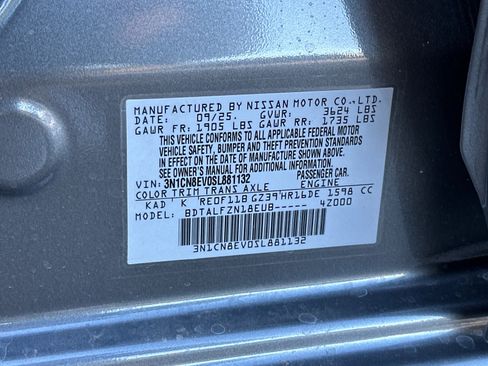 MANUFACTURED BY NISSAN MOTOR CO.,LTD.
DATE: 09/25. GVWR: 3624 LBS
GAWR FR: 1905 LBS GAWR RR: 1735 LBS
THIS VEHICLE CONFORMS TO ALL APPLICABLE FEDERAL MOTOR
VEHICLE SAFETY, BUMPER AND THEFT PREVENTION
STANDARDS IN EFFECT ON THE DATE OF
MANUFACTURE SHOWN ABOVE.
SEE OWNER'S MANUAL FOR ADDITIONAL INFORMATION.
VIN: 3N1CN8EV0SL881132 PASSENGER CAR.
COLOR TRIM TRANS AXLE ENGINE
KAD K RE0F11B GZ39 HR16DE 1598 CC
MODEL: BDTALFZN18EUB----- 4Z000
3N1CN8EV0SL881132